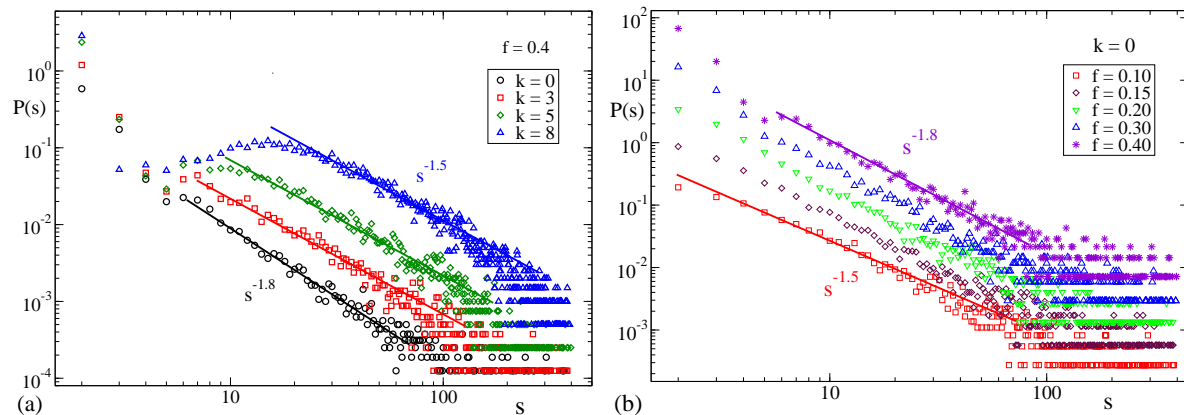 f = 0.4
k = 0
k = 3
k = 5
k = 8
P(s)
10^0
10^-1
10^-2
10^-3
10^-4
s^-1.5
s^-1.8
10
100
s
(a)
k = 0
f = 0.10
f = 0.15
f = 0.20
f = 0.30
f = 0.40
P(s)
10^2
10^1
10^0
10^-1
10^-2
10^-3
s^-1.8
s^-1.5
10
100
s
(b)